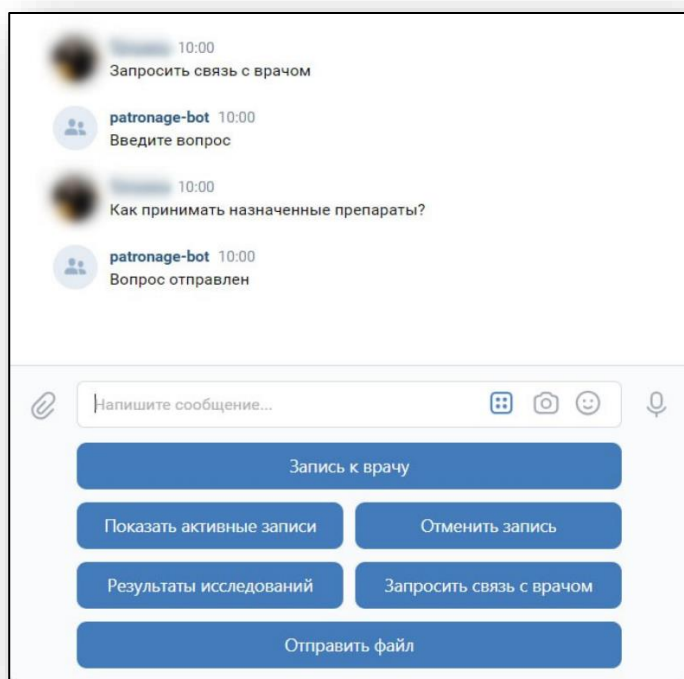 10:00
Запросить связь с врачом
patronage-bot 10:00
Введите вопрос
10:00
Как принимать назначенные препараты?
patronage-bot 10:00
Вопрос отправлен
Напишите сообщение...
Запись к врачу
Показать активные записи
Отменить запись
Результаты исследований
Запросить связь с врачом
Отправить файл